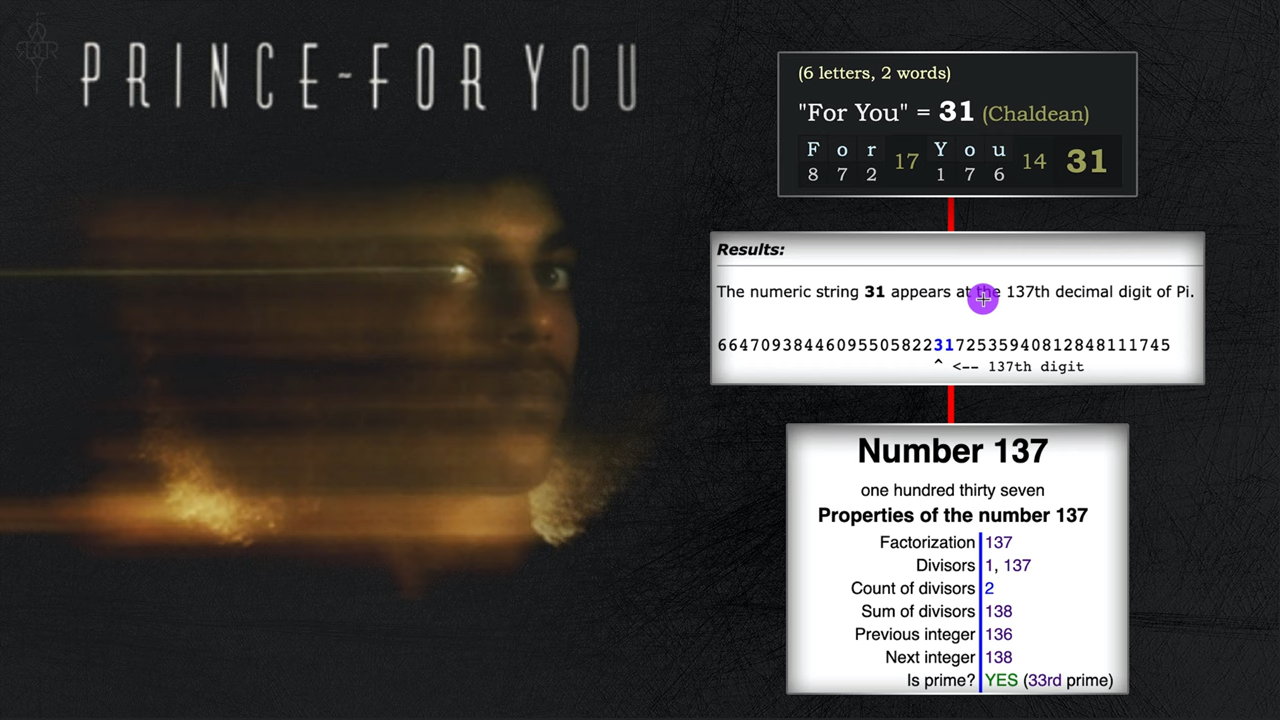 PRINCE~FOR YOU
(6 letters, 2 words)
"For You" = 31 (Chaldean)
F o r 17 Y o u 14 31
8 7 2 1 7 6
Results:
The numeric string 31 appears at the 137th decimal digit of Pi.
664709384460955058223172535940812848111745
^ <-- 137th digit
Number 137
one hundred thirty seven
Properties of the number 137
Factorization 137
Divisors 1, 137
Count of divisors 2
Sum of divisors 138
Previous integer 136
Next integer 138
Is prime? YES (33rd prime)